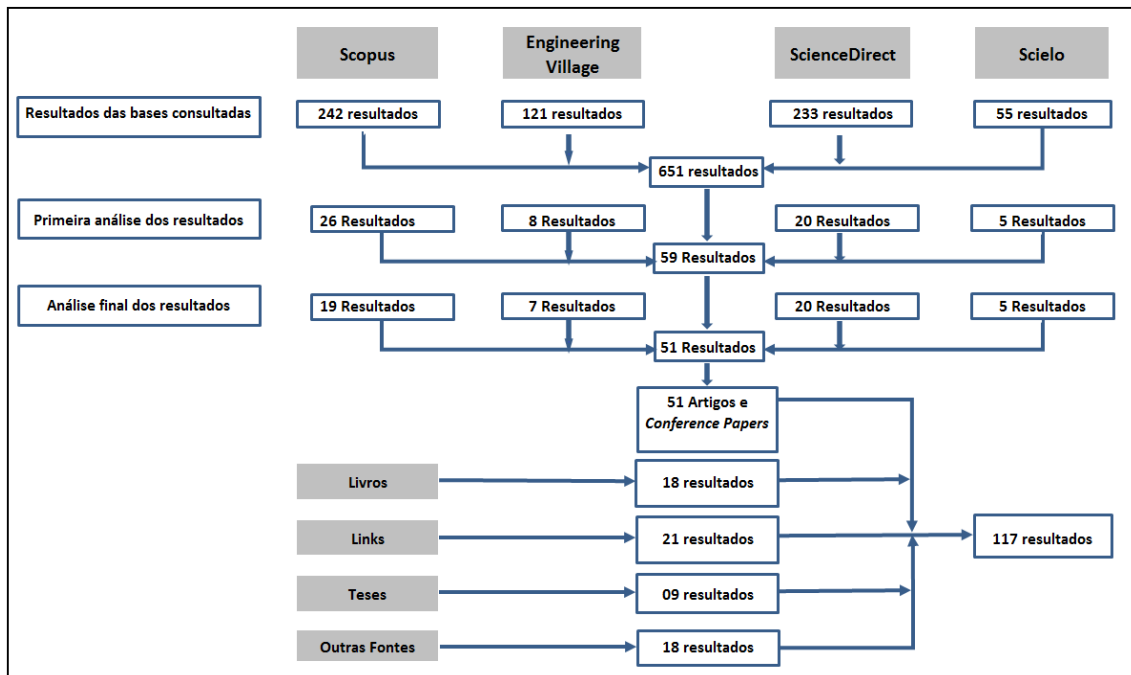 Scopus
Engineering
Village
ScienceDirect
Scielo
Resultados das bases consultadas
242 resultados
121 resultados
233 resultados
55 resultados
651 resultados
Primeira análise dos resultados
26 Resultados
8 Resultados
20 Resultados
5 Resultados
59 Resultados
Análise final dos resultados
19 Resultados
7 Resultados
20 Resultados
5 Resultados
51 Resultados
51 Artigos e
Conference Papers
Livros
18 resultados
Links
21 resultados
117 resultados
Teses
09 resultados
Outras Fontes
18 resultados